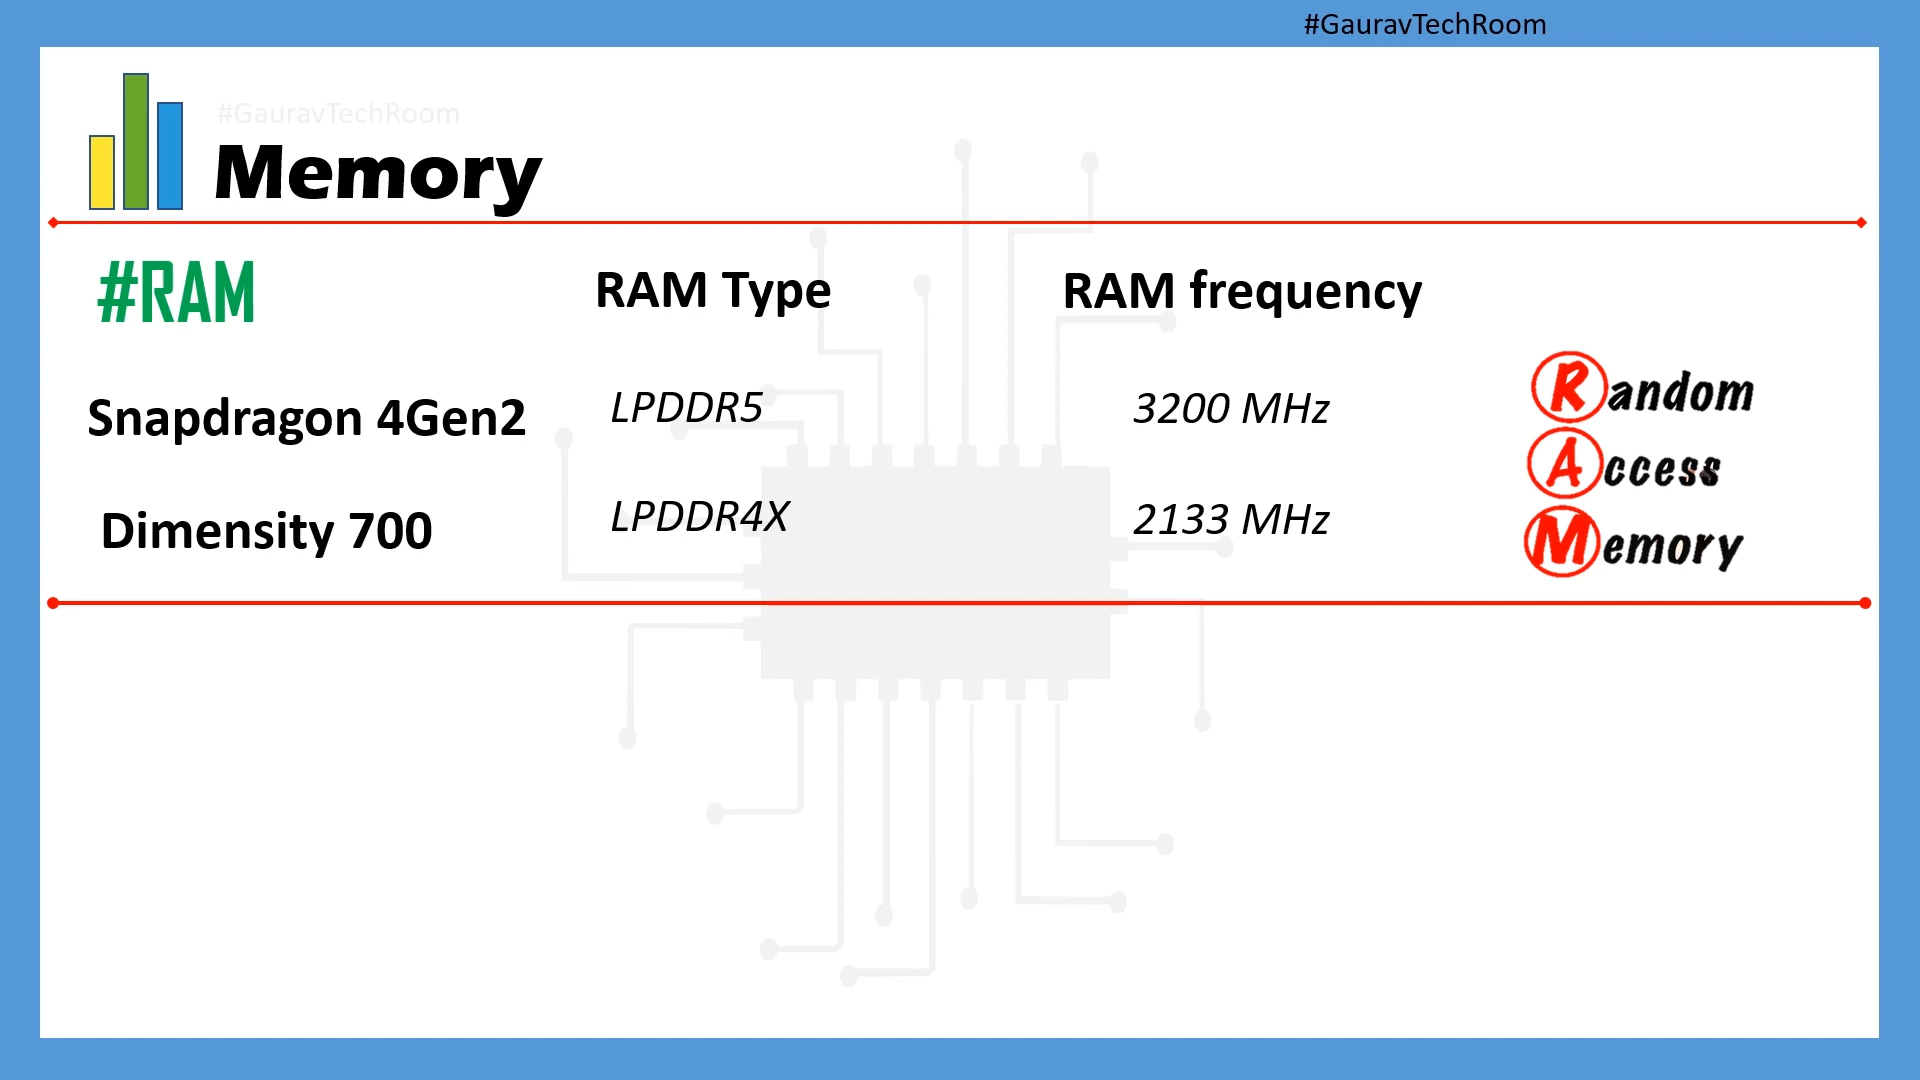 #GauravTechRoom
#GauravTechRoom
Memory
#RAM RAM Type RAM frequency
Snapdragon 4Gen2 LPDDR5 3200 MHz
Dimensity 700 LPDDR4X 2133 MHz
Random
Access
Memory